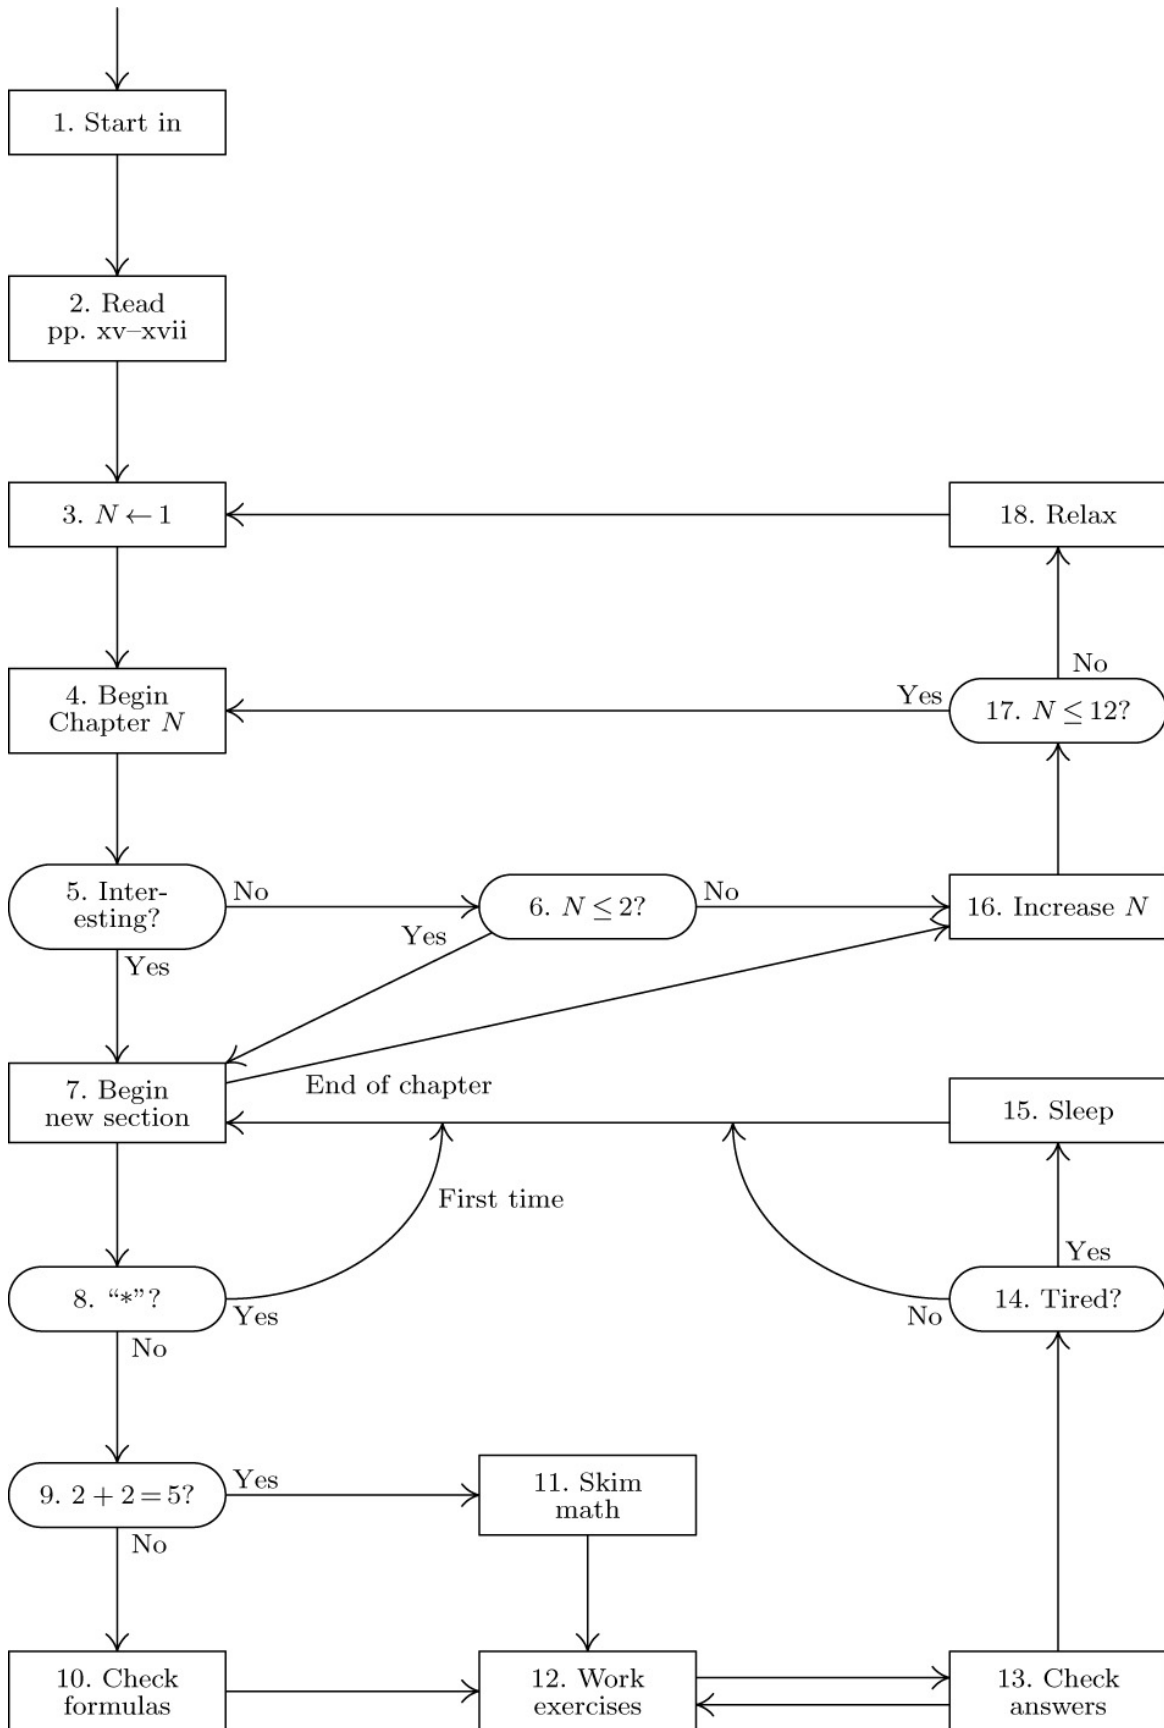 1. Start in
2. Read
pp. xv–xvii
3. N ← 1
18. Relax
No
4. Begin
Chapter N
Yes
17. N ≤ 12?
5. Inter-
esting?
No
6. N ≤ 2?
No
16. Increase N
Yes
Yes
7. Begin
new section
End of chapter
15. Sleep
First time
8. “*”?
Yes
No
Yes
No
14. Tired?
9. 2 + 2 = 5?
Yes
No
11. Skim
math
10. Check
formulas
12. Work
exercises
13. Check
answers